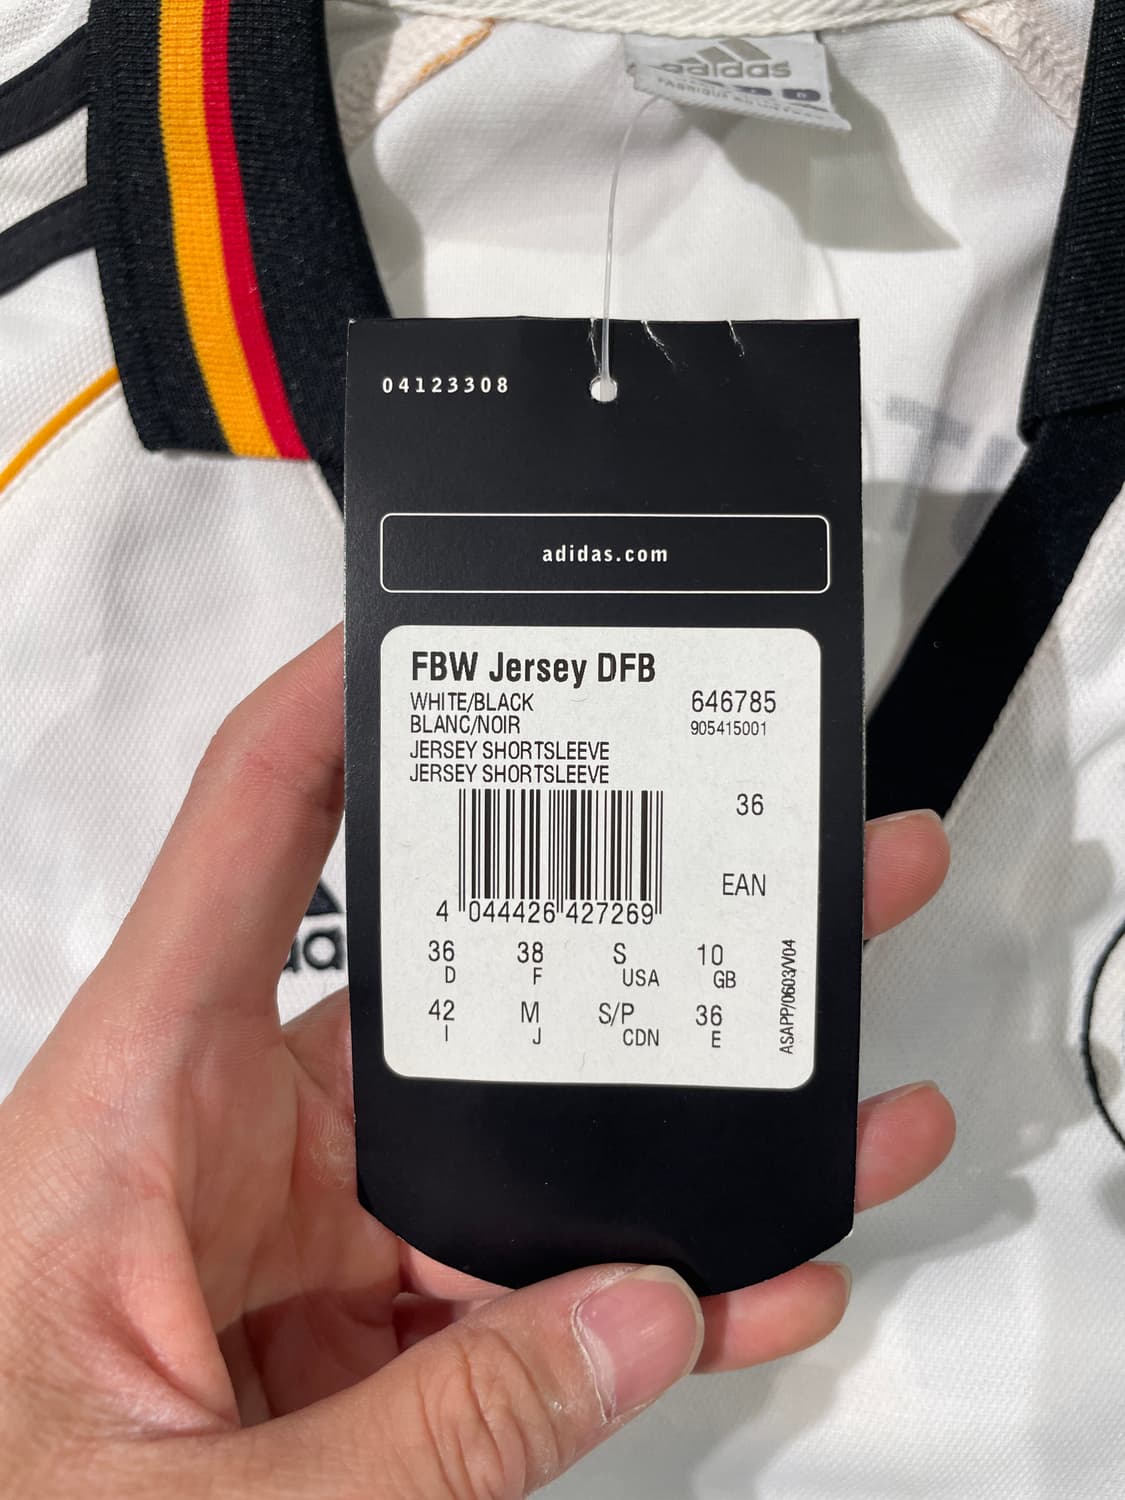 adidas
04123308
adidas.com
FBW Jersey DFB
WHITE/BLACK 646785
BLANC/NOIR 905415001
JERSEY SHORTSLEEVE
JERSEY SHORTSLEEVE
36
EAN
4 044426 427269
36 38 S 10
D F USA GB
42 M S/P 36
I J CDN E
ASAPP/0603/V04